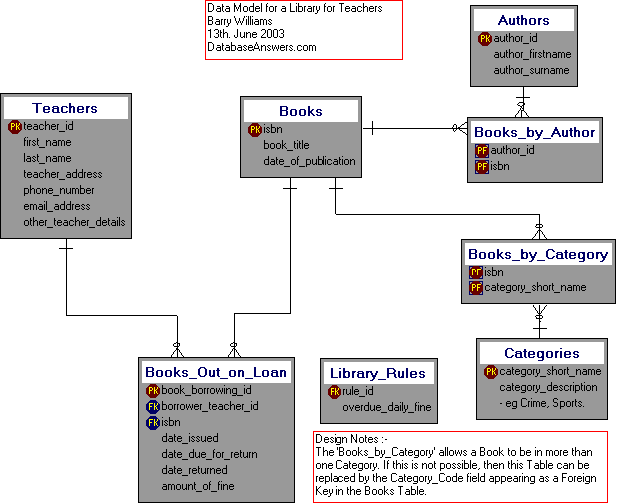 Data Model for a Library for Teachers
Barry Williams
13th. June 2003
DatabaseAnswers.com
Authors
PK author_id
author_firstname
author_surname
Teachers
PK teacher_id
first_name
last_name
teacher_address
phone_number
email_address
other_teacher_details
Books
PK isbn
book_title
date_of_publication
Books_by_Author
PF author_id
PF isbn
Books_by_Category
PF isbn
PF category_short_name
Categories
PK category_short_name
category_description
- eg Crime, Sports.
Books_Out_on_Loan
PK book_borrowing_id
FK borrower_teacher_id
FK isbn
date_issued
date_due_for_return
date_returned
amount_of_fine
Library_Rules
FK rule_id
overdue_daily_fine
Design Notes :-
The 'Books_by_Category' allows a Book to be in more than
one Category. If this is not possible, then this Table can be
replaced by the Category_Code field appearing as a Foreign
Key in the Books Table.